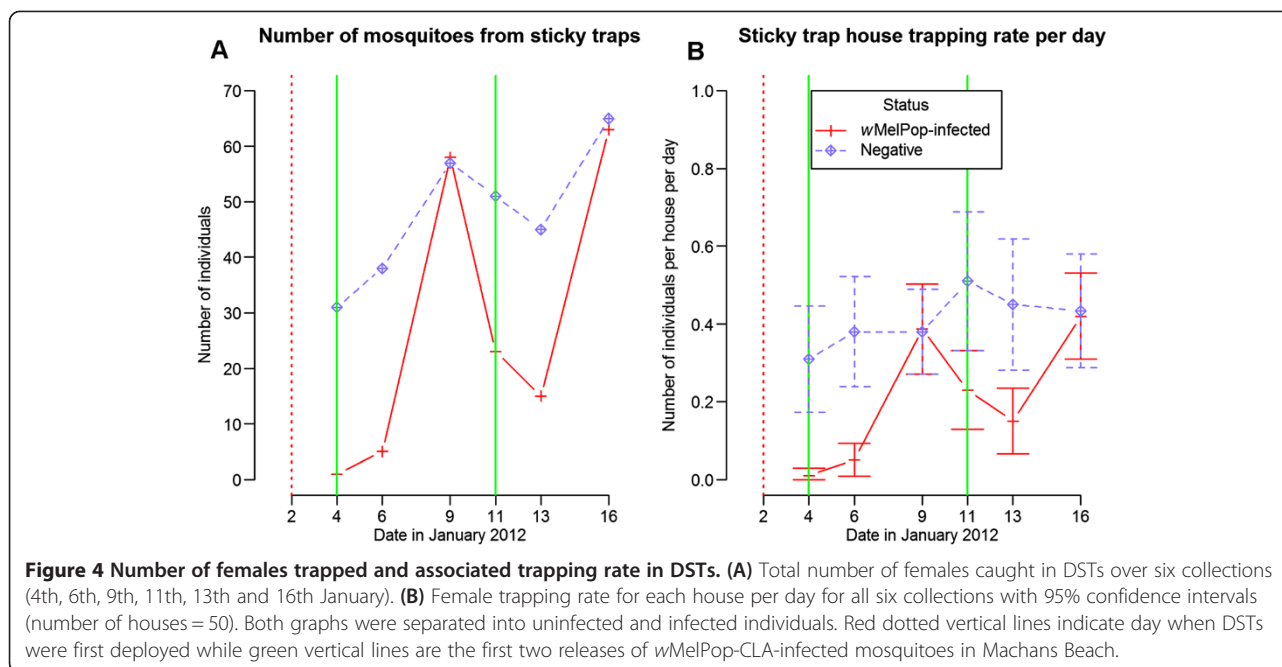 A Number of mosquitoes from sticky traps
Number of individuals
70
60
50
40
30
20
10
0
2 4 6 9 11 13 16
Date in January 2012
B Sticky trap house trapping rate per day
Number of individuals per house per day
1.0
0.8
0.6
0.4
0.2
0.0
Status
wMelPop-infected
Negative
2 4 6 9 11 13 16
Date in January 2012
Figure 4 Number of females trapped and associated trapping rate in DSTs. (A) Total number of females caught in DSTs over six collections
(4th, 6th, 9th, 11th, 13th and 16th January). (B) Female trapping rate for each house per day for all six collections with 95% confidence intervals
(number of houses = 50). Both graphs were separated into uninfected and infected individuals. Red dotted vertical lines indicate day when DSTs
were first deployed while green vertical lines are the first two releases of wMelPop-CLA-infected mosquitoes in Machans Beach.